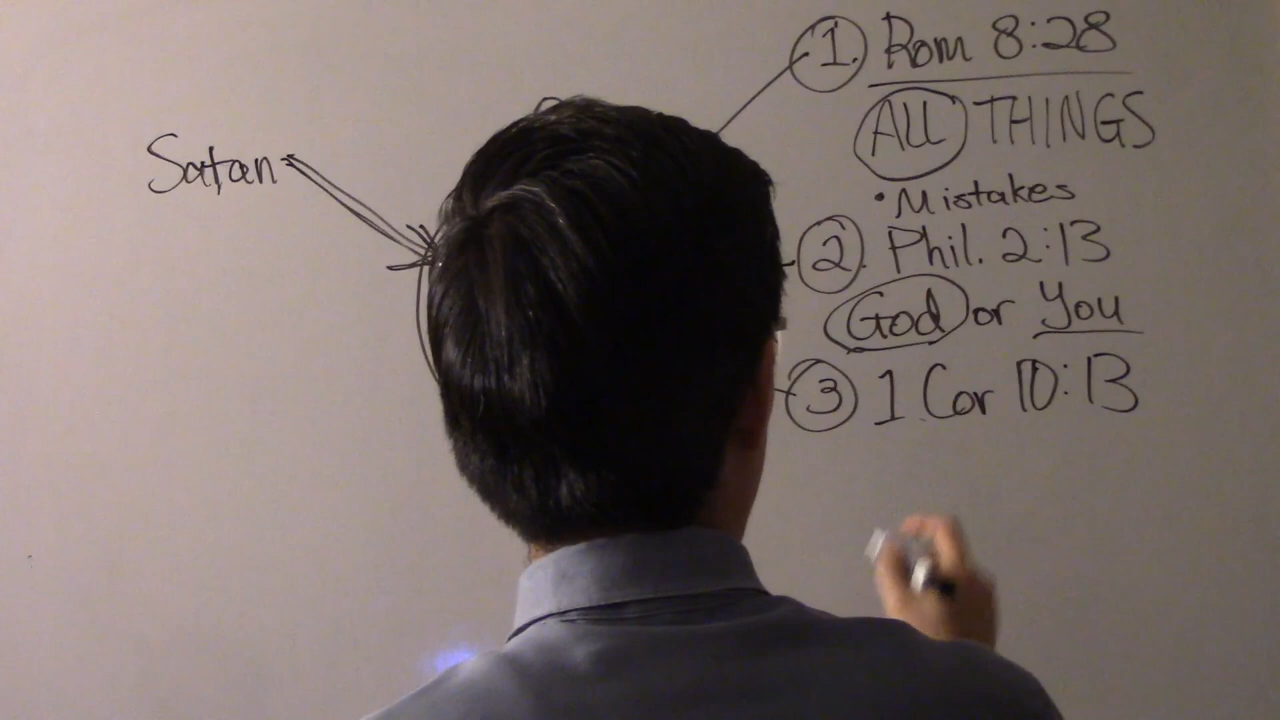 Satan
1. Rom 8:28
ALL THINGS
• Mistakes
2. Phil. 2:13
God or You
3 1 Cor 10:13